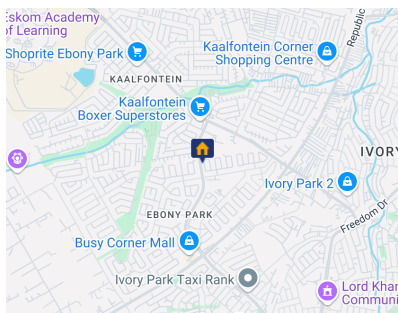 Eskom Academy
of Learning
Shoprite Ebony Park
Kaalfontein Corner
Shopping Centre
Republic
KAALFONTEIN
Kaalfontein
Boxer Superstores
IVORY
Ivory Park 2
Freedom Dr
EBONY PARK
Busy Corner Mall
Ivory Park Taxi Rank
Lord Khan
Communi